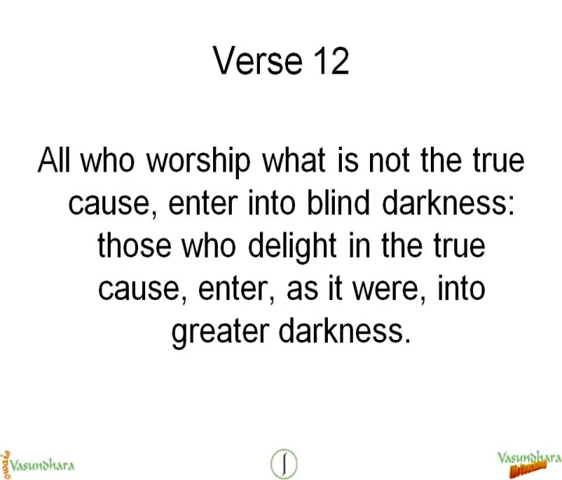 Verse 12
All who worship what is not the true
cause, enter into blind darkness:
those who delight in the true
cause, enter, as it were, into
greater darkness.
Vasundhara
Vasundhara